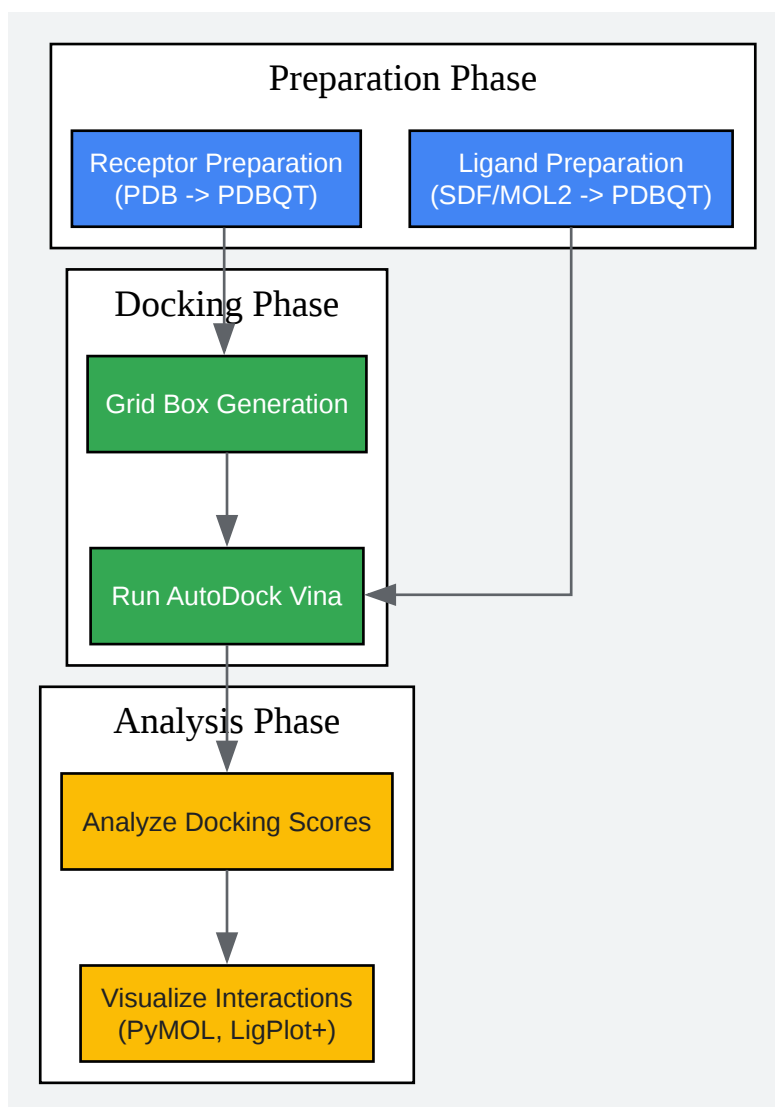 Preparation Phase
Receptor Preparation
(PDB -> PDBQT)
Ligand Preparation
(SDF/MOL2 -> PDBQT)
Docking Phase
Grid Box Generation
Run AutoDock Vina
Analysis Phase
Analyze Docking Scores
Visualize Interactions
(PyMOL, LigPlot+)